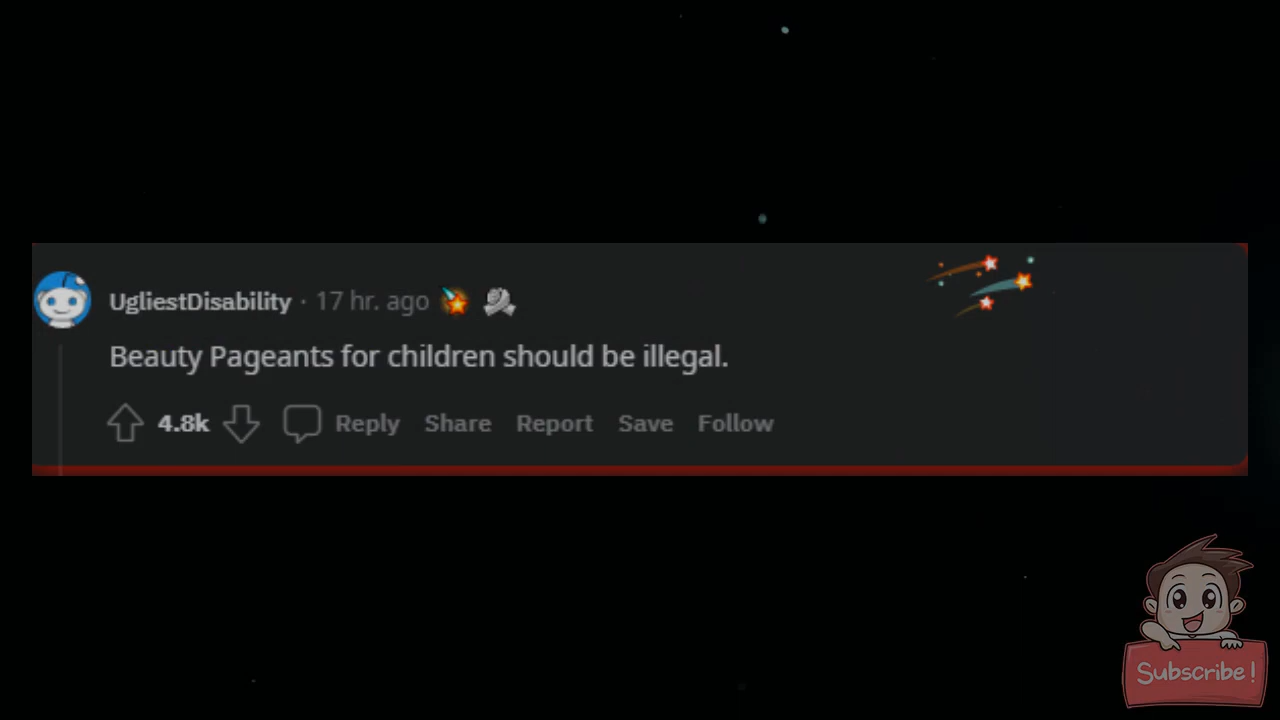 UgliestDisability · 17 hr. ago
Beauty Pageants for children should be illegal.
4.8k Reply Share Report Save Follow
Subscribe!